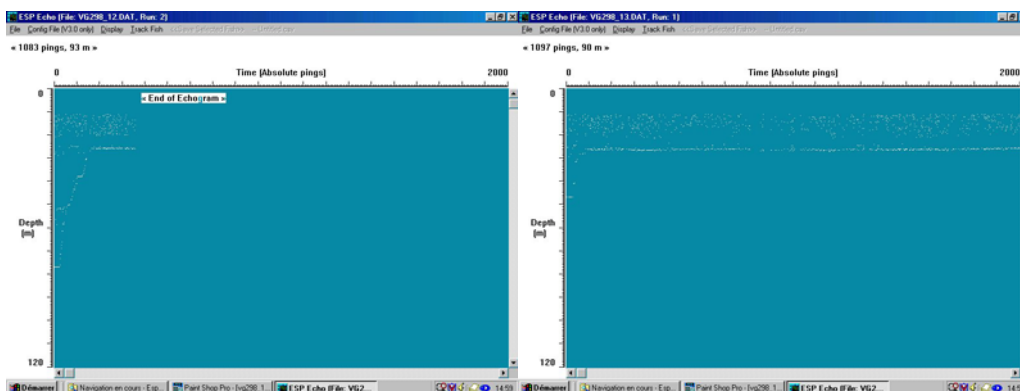 ESP Echo (File: VG298_12.DAT, Run: 2)
File Config File (V3.0 only) Display Track Fish
« 1083 pings, 93 m »
0 Time [Absolute pings] 2000
0
« End of Echogram »
Depth
[m]
120
Démarrer Navigation en cours - Esp... Paint Shop Pro - [vg298_1... ESP Echo (File: VG2... 14:59
ESP Echo (File: VG298_13.DAT, Run: 1)
File Config File (V3.0 only) Display Track Fish
« 1097 pings, 90 m »
0 Time [Absolute pings] 2000
0
Depth
[m]
120
Démarrer Navigation en cours - Esp... Paint Shop Pro - [vg298_1... ESP Echo (File: VG2...